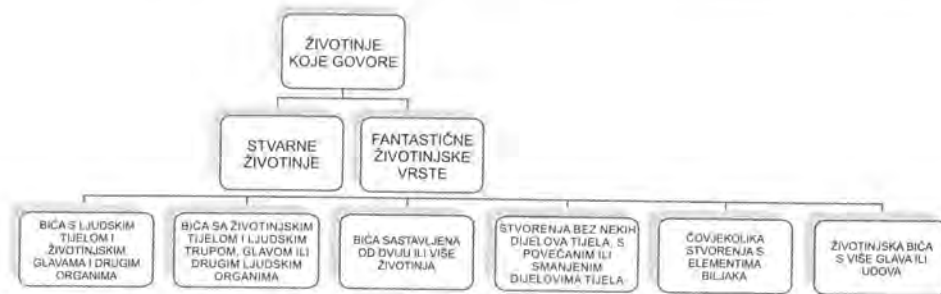 ŽIVOTINJE
KOJE GOVORE
STVARNE
ŽIVOTINJE
FANTASTIČNE
ŽIVOTINJSKE
VRSTE
BIĆA S LJUDSKIM
TIJELOM I
ŽIVOTINJSKIM
GLAVAMA I DRUGIM
ORGANIMA
BIĆA SA ŽIVOTINJSKIM
TIJELOM I LJUDSKIM
TRUPOM, GLAVOM ILI
DRUGIM LJUDSKIM
ORGANIMA
BIĆA SASTAVLJENA
OD DVIJU ILI VIŠE
ŽIVOTINJA
STVORENJA BEZ NEKIH
DIJELOVA TIJELA, S
POVEĆANIM ILI
SMANJENIM
DIJELOVIMA TIJELA
ČOVJEKOLIKA
STVORENJA S
ELEMENTIMA
BILJAKA
ŽIVOTINJSKA BIĆA
S VIŠE GLAVA ILI
UDOVA